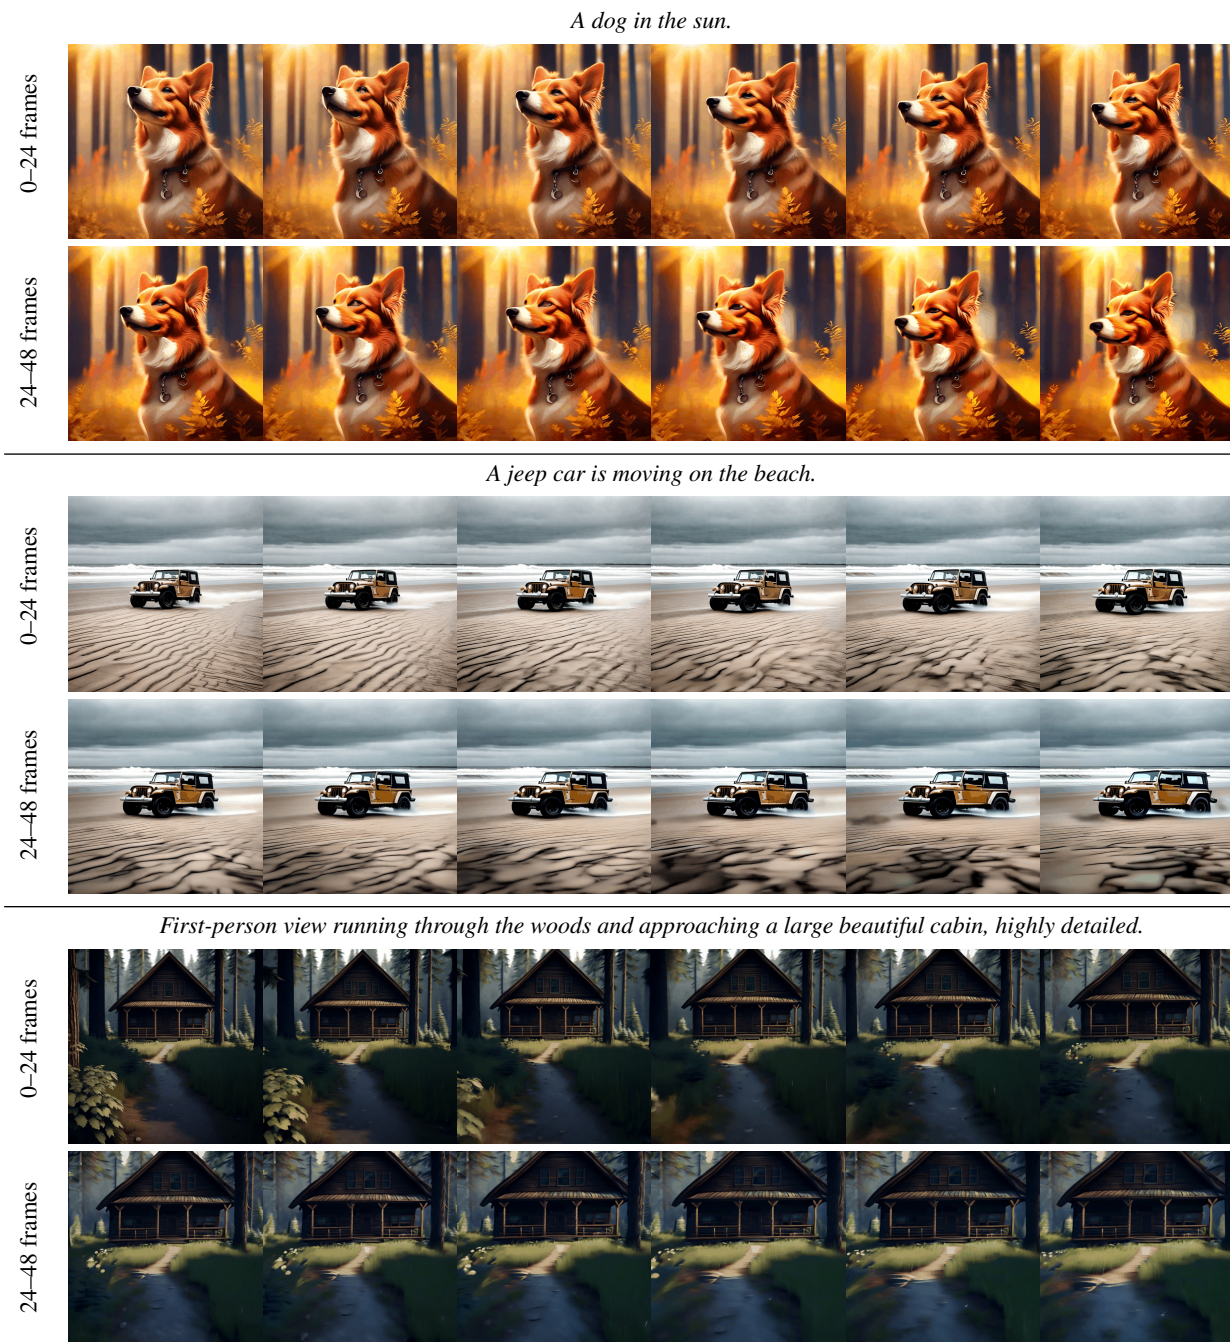 A dog in the sun.
0–24 frames
24–48 frames
A jeep car is moving on the beach.
0–24 frames
24–48 frames
First-person view running through the woods and approaching a large beautiful cabin, highly detailed.
0–24 frames
24–48 frames